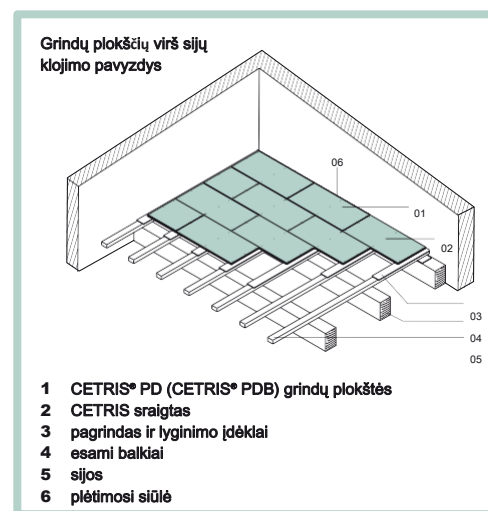 Grindų plokščių virš sijų
klojimo pavyzdys
06
01
02
03
04
05
1 CETRIS® PD (CETRIS® PDB) grindų plokštės
2 CETRIS sraigtas
3 pagrindas ir lyginimo įdėklai
4 esami balkiai
5 sijos
6 plėtimosi siūlė